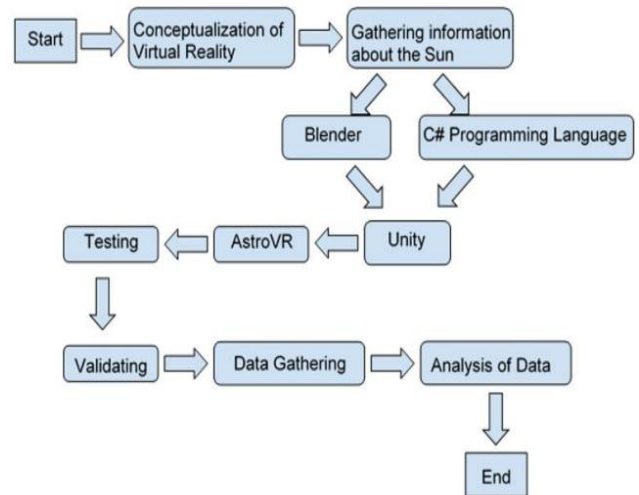 Start
Conceptualization of
Virtual Reality
Gathering information
about the Sun
Blender
C# Programming Language
Unity
AstroVR
Testing
Validating
Data Gathering
Analysis of Data
End